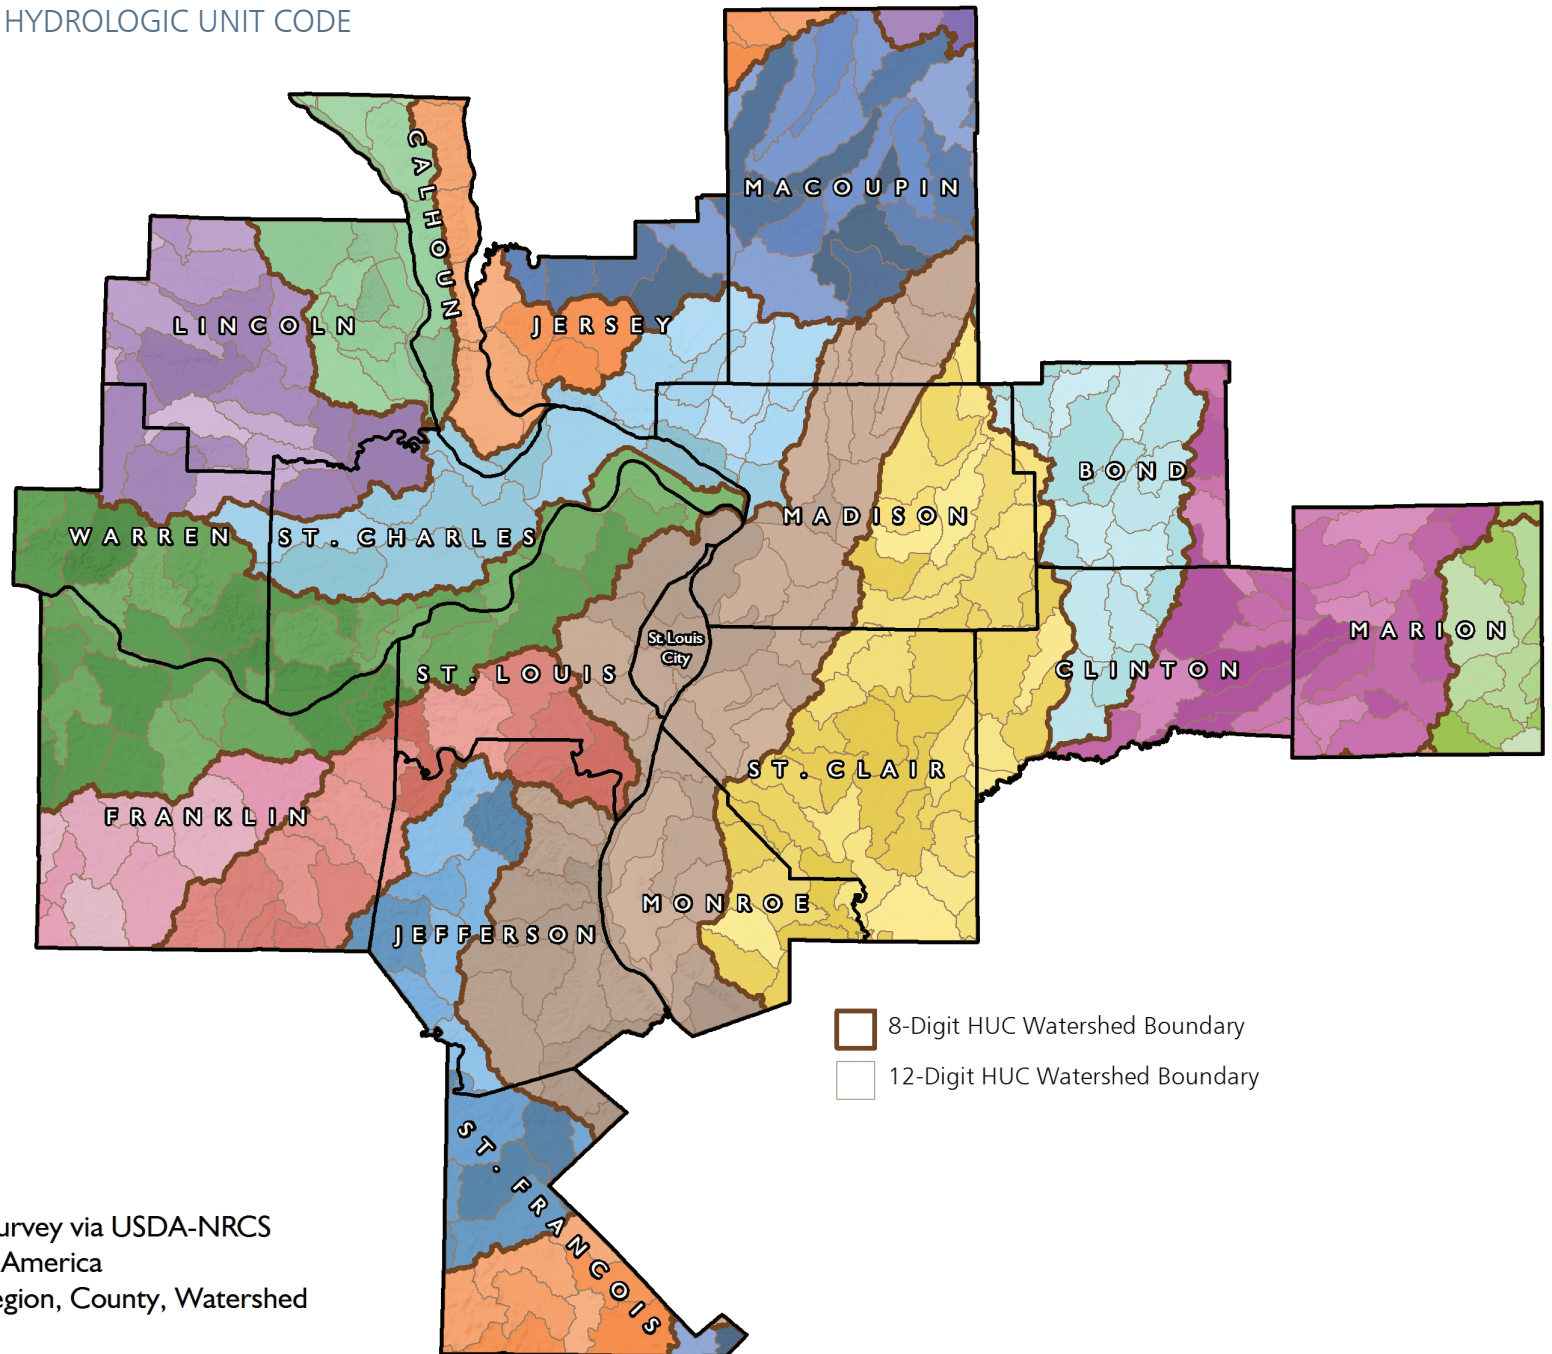 HYDROLOGIC UNIT CODE
CALHOUN
MACOUPIN
LINCOLN
JERSEY
BOND
WARREN
ST. CHARLES
MADISON
St. Louis
City
MARION
ST. LOUIS
CLINTON
ST. CLAIR
FRANKLIN
MONROE
JEFFERSON
8-Digit HUC Watershed Boundary
12-Digit HUC Watershed Boundary
ST. FRANCOIS
urvey via USDA-NRCS
America
egion, County, Watershed